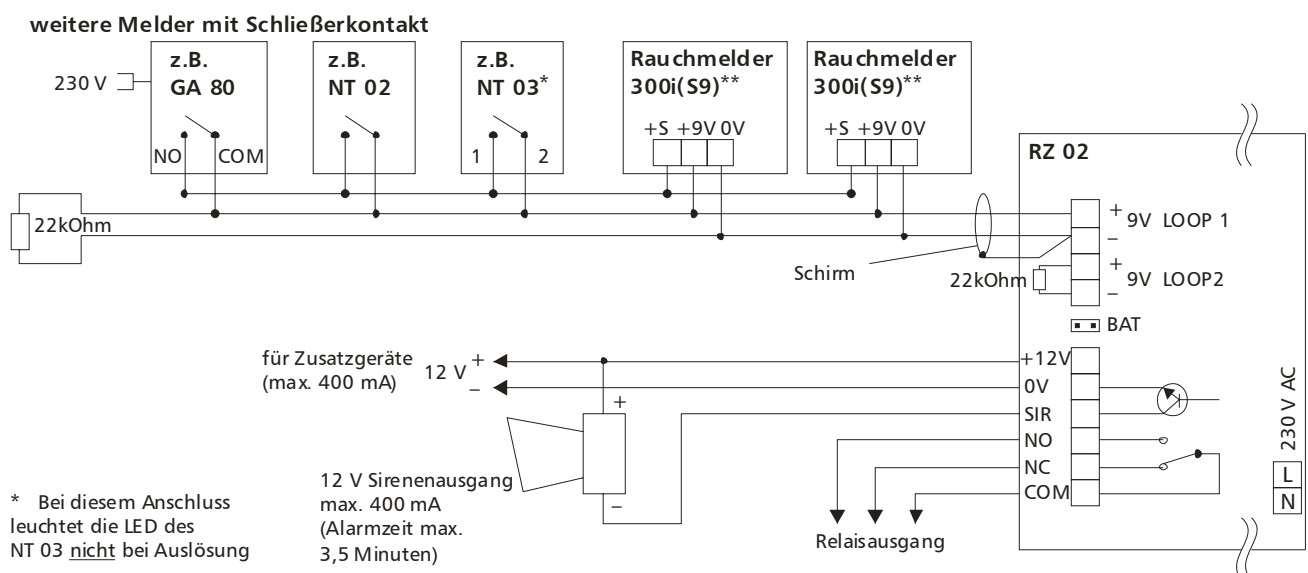 weitere Melder mit Schließerkontakt
230 V
z.B.
GA 80
NO
COM
z.B.
NT 02
z.B.
NT 03*
1
2
Rauchmelder
300i(S9)**
+S +9V 0V
Rauchmelder
300i(S9)**
+S +9V 0V
RZ 02
22kOhm
Schirm
+
9V LOOP 1
–
22kOhm
+
9V LOOP2
–
BAT
für Zusatzgeräte
(max. 400 mA)
12 V
+
–
+12V
0V
SIR
NO
NC
COM
230 V AC
L
N
+
–
12 V Sirenenausgang
max. 400 mA
(Alarmzeit max.
3,5 Minuten)
Relaisausgang
* Bei diesem Anschluss
leuchtet die LED des
NT 03 nicht bei Auslösung